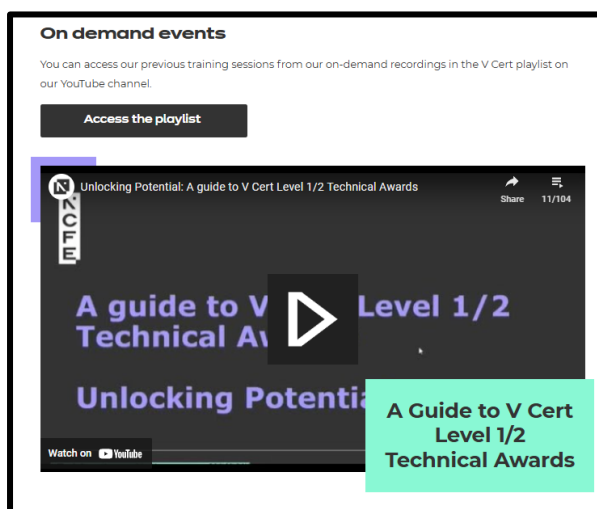 On demand events
You can access our previous training sessions from our on-demand recordings in the V Cert playlist on
our YouTube channel.
Access the playlist
Unlocking Potential: A guide to V Cert Level 1/2 Technical Awards
Share
11/104
NCFE
A guide to V Level 1/2
Technical
Unlocking
A Guide to V Cert
Level 1/2
Technical Awards
Watch on YouTube